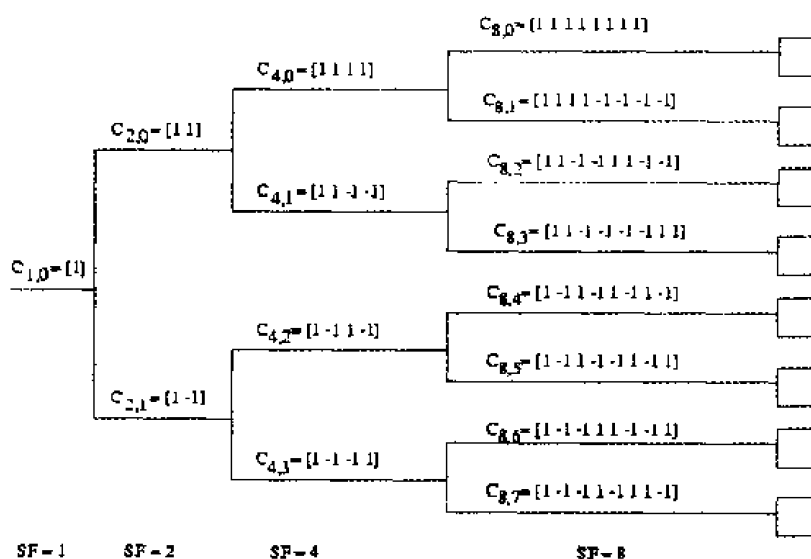 C8,0= [1 1 1 1 1 1 1 1]
C4,0= [1 1 1 1]
C8,1= [1 1 1 1 -1 -1 -1 -1]
C2,0= [1 1]
C8,2= [1 1 -1 -1 1 1 -1 -1]
C4,1= [1 1 -1 -1]
C8,3= [1 1 -1 -1 -1 -1 1 1]
C1,0= [1]
C8,4= [1 -1 1 -1 1 -1 1 -1]
C4,2= [1 -1 1 -1]
C8,5= [1 -1 1 -1 -1 1 -1 1]
C2,1= [1 -1]
C8,6= [1 -1 -1 1 1 -1 -1 1]
C4,3= [1 -1 -1 1]
C8,7= [1 -1 -1 1 -1 1 1 -1]
SF = 1 SF = 2 SF = 4 SF = 8